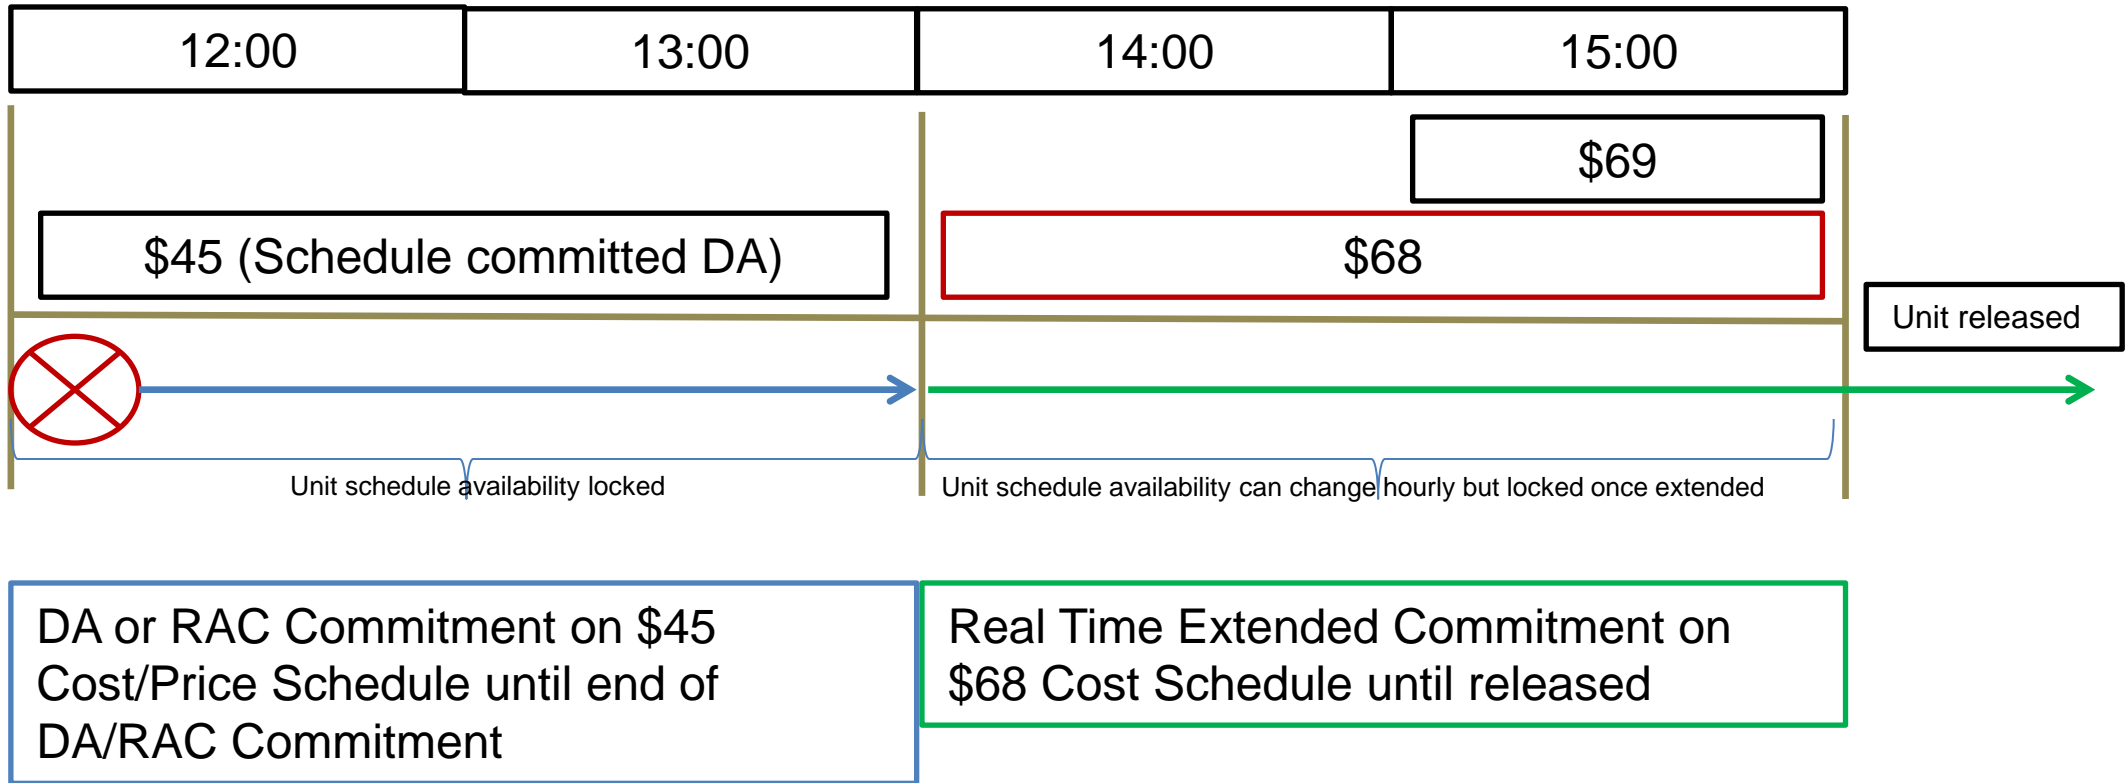 12:00 13:00 14:00 15:00
$69
$45 (Schedule committed DA) $68
Unit released
Unit schedule availability locked
Unit schedule availability can change hourly but locked once extended
DA or RAC Commitment on $45
Cost/Price Schedule until end of
DA/RAC Commitment
Real Time Extended Commitment on
$68 Cost Schedule until released